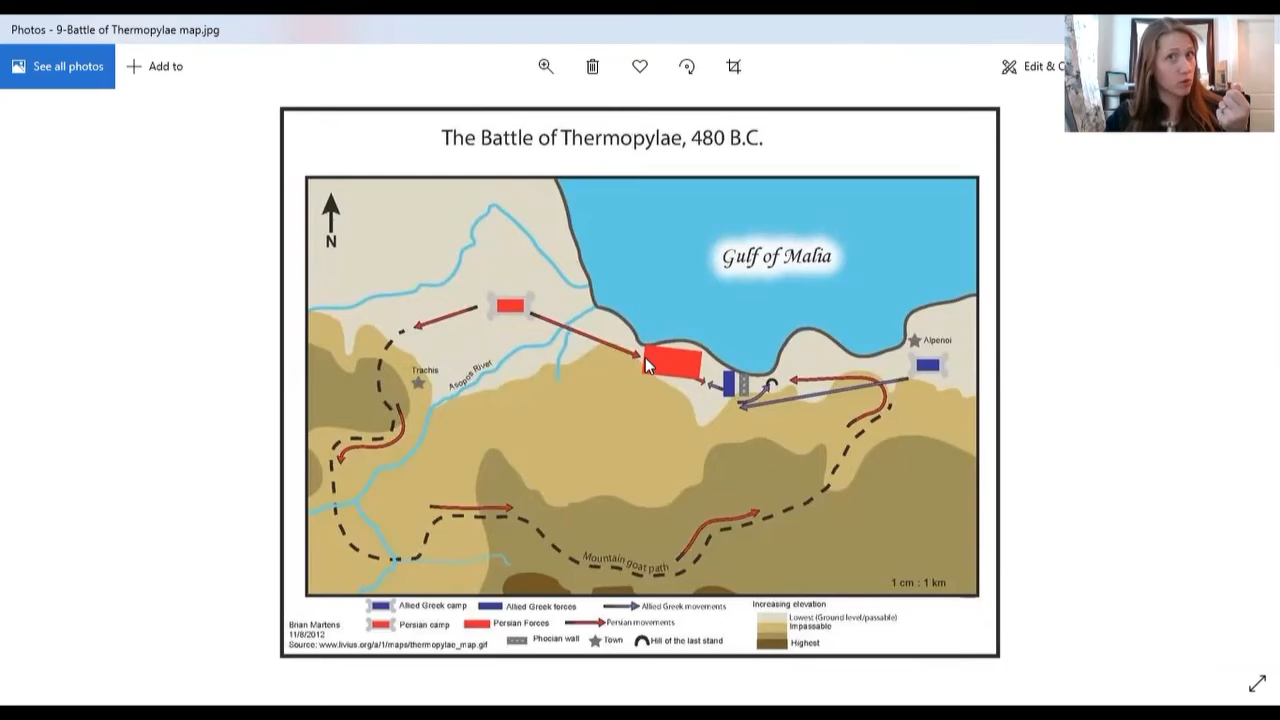 Photos - 9-Battle of Thermopylae map.jpg
See all photos
Add to
Edit & C
The Battle of Thermopylae, 480 B.C.
N
Gulf of Malia
Alpenoi
Trachis
Asopos River
Mountain goat path
1 cm : 1 km
Allied Greek camp
Allied Greek forces
Allied Greek movements
Increasing elevation
Lowest (Ground level/passable)
Impassable
Highest
Persian camp
Persian Forces
Persian movements
Phocian wall
Town
Hill of the last stand
Brian Martens
11/8/2012
Source: www.livius.org/a/1/maps/thermopylae_map.gif